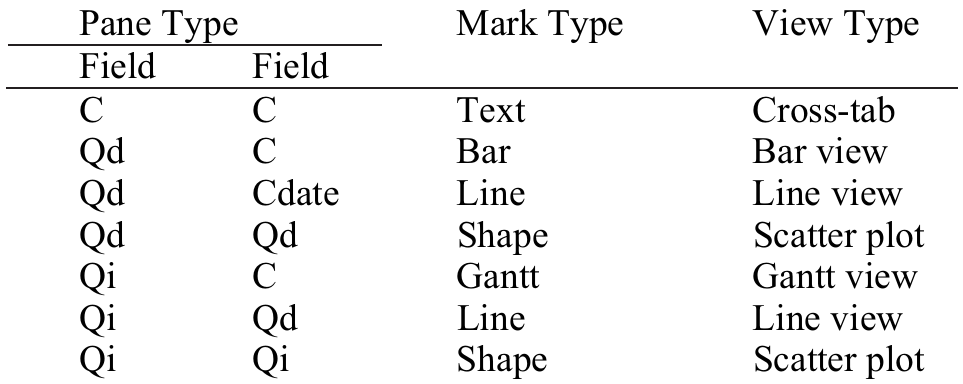 Pane Type Mark Type View Type
Field Field
C C Text Cross-tab
Qd C Bar Bar view
Qd Cdate Line Line view
Qd Qd Shape Scatter plot
Qi C Gantt Gantt view
Qi Qd Line Line view
Qi Qi Shape Scatter plot